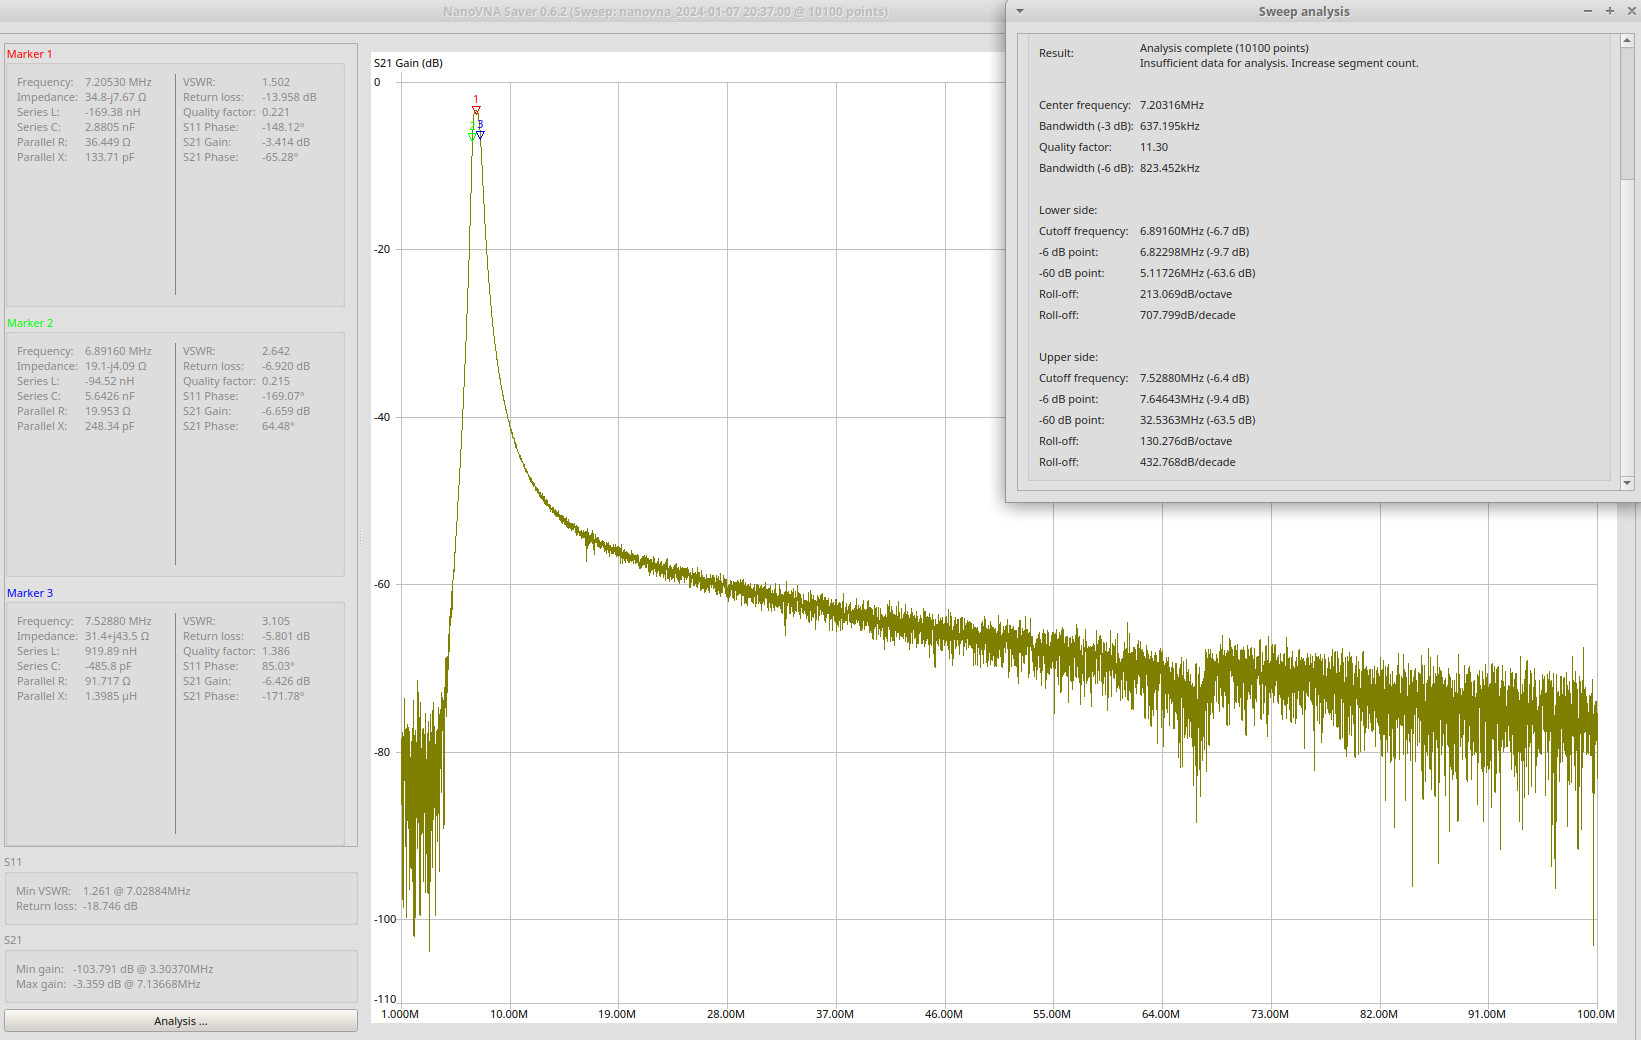 NanoVNA Saver 0.6.2 (Sweep: nanovna_2024-01-07 20:37:00 @ 10100 points)
Marker 1
Frequency: 7.20530 MHz
Impedance: 34.8-j7.67 Ω
Series L: -169.38 nH
Series C: 2.8805 nF
Parallel R: 36.449 Ω
Parallel X: 133.71 pF
VSWR: 1.502
Return loss: -13.958 dB
Quality factor: 0.221
S11 Phase: -148.12°
S21 Gain: -3.414 dB
S21 Phase: -65.28°
Marker 2
Frequency: 6.89160 MHz
Impedance: 19.1-j4.09 Ω
Series L: -94.52 nH
Series C: 5.6426 nF
Parallel R: 19.953 Ω
Parallel X: 248.34 pF
VSWR: 2.642
Return loss: -6.920 dB
Quality factor: 0.215
S11 Phase: -169.07°
S21 Gain: -6.659 dB
S21 Phase: 64.48°
Marker 3
Frequency: 7.52880 MHz
Impedance: 31.4+j43.5 Ω
Series L: 919.89 nH
Series C: -485.8 pF
Parallel R: 91.717 Ω
Parallel X: 1.3985 µH
VSWR: 3.105
Return loss: -5.801 dB
Quality factor: 1.386
S11 Phase: 85.03°
S21 Gain: -6.426 dB
S21 Phase: -171.78°
S11
Min VSWR: 1.261 @ 7.02884MHz
Return loss: -18.746 dB
S21
Min gain: -103.791 dB @ 3.30370MHz
Max gain: -3.359 dB @ 7.13668MHz
Analysis ...
S21 Gain (dB)
0
-20
-40
-60
-80
-100
-110
1
2
3
1.000M 10.00M 19.00M 28.00M 37.00M 46.00M 55.00M 64.00M 73.00M 82.00M 91.00M 100.0M
Sweep analysis
Result: Analysis complete (10100 points)
Insufficient data for analysis. Increase segment count.
Center frequency: 7.20316MHz
Bandwidth (-3 dB): 637.195kHz
Quality factor: 11.30
Bandwidth (-6 dB): 823.452kHz
Lower side:
Cutoff frequency: 6.89160MHz (-6.7 dB)
-6 dB point: 6.82298MHz (-9.7 dB)
-60 dB point: 5.11726MHz (-63.6 dB)
Roll-off: 213.069dB/octave
Roll-off: 707.799dB/decade
Upper side:
Cutoff frequency: 7.52880MHz (-6.4 dB)
-6 dB point: 7.64643MHz (-9.4 dB)
-60 dB point: 32.5363MHz (-63.5 dB)
Roll-off: 130.276dB/octave
Roll-off: 432.768dB/decade